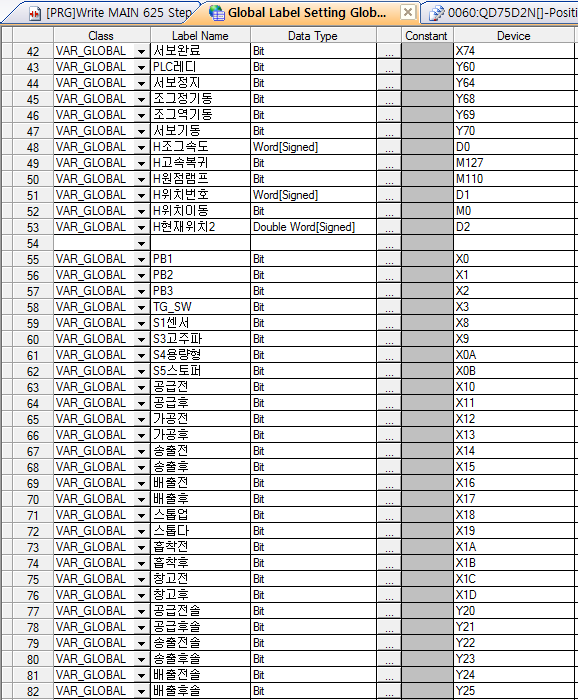 [PRG]Write MAIN 625 Step Global Label Setting Glob... 0060:QD75D2N[]-Positi
Class Label Name Data Type Constant Device
42 VAR_GLOBAL 서보완료 Bit ... X74
43 VAR_GLOBAL PLC레디 Bit ... Y60
44 VAR_GLOBAL 서보정지 Bit ... Y64
45 VAR_GLOBAL 조그정기동 Bit ... Y68
46 VAR_GLOBAL 조그역기동 Bit ... Y69
47 VAR_GLOBAL 서보기동 Bit ... Y70
48 VAR_GLOBAL H조그속도 Word[Signed] ... D0
49 VAR_GLOBAL H고속복귀 Bit ... M127
50 VAR_GLOBAL H원점램프 Bit ... M110
51 VAR_GLOBAL H위치번호 Word[Signed] ... D1
52 VAR_GLOBAL H위치이동 Bit ... M0
53 VAR_GLOBAL H현재위치2 Double Word[Signed] ... D2
54 ...
55 VAR_GLOBAL PB1 Bit ... X0
56 VAR_GLOBAL PB2 Bit ... X1
57 VAR_GLOBAL PB3 Bit ... X2
58 VAR_GLOBAL TG_SW Bit ... X3
59 VAR_GLOBAL S1센서 Bit ... X8
60 VAR_GLOBAL S3고주파 Bit ... X9
61 VAR_GLOBAL S4용량형 Bit ... X0A
62 VAR_GLOBAL S5스토퍼 Bit ... X0B
63 VAR_GLOBAL 공급전 Bit ... X10
64 VAR_GLOBAL 공급후 Bit ... X11
65 VAR_GLOBAL 가공전 Bit ... X12
66 VAR_GLOBAL 가공후 Bit ... X13
67 VAR_GLOBAL 송출전 Bit ... X14
68 VAR_GLOBAL 송출후 Bit ... X15
69 VAR_GLOBAL 배출전 Bit ... X16
70 VAR_GLOBAL 배출후 Bit ... X17
71 VAR_GLOBAL 스톱업 Bit ... X18
72 VAR_GLOBAL 스톱다 Bit ... X19
73 VAR_GLOBAL 흡착전 Bit ... X1A
74 VAR_GLOBAL 흡착후 Bit ... X1B
75 VAR_GLOBAL 창고전 Bit ... X1C
76 VAR_GLOBAL 창고후 Bit ... X1D
77 VAR_GLOBAL 공급전솔 Bit ... Y20
78 VAR_GLOBAL 공급후솔 Bit ... Y21
79 VAR_GLOBAL 송출전솔 Bit ... Y22
80 VAR_GLOBAL 송출후솔 Bit ... Y23
81 VAR_GLOBAL 배출전솔 Bit ... Y24
82 VAR_GLOBAL 배출후솔 Bit ... Y25